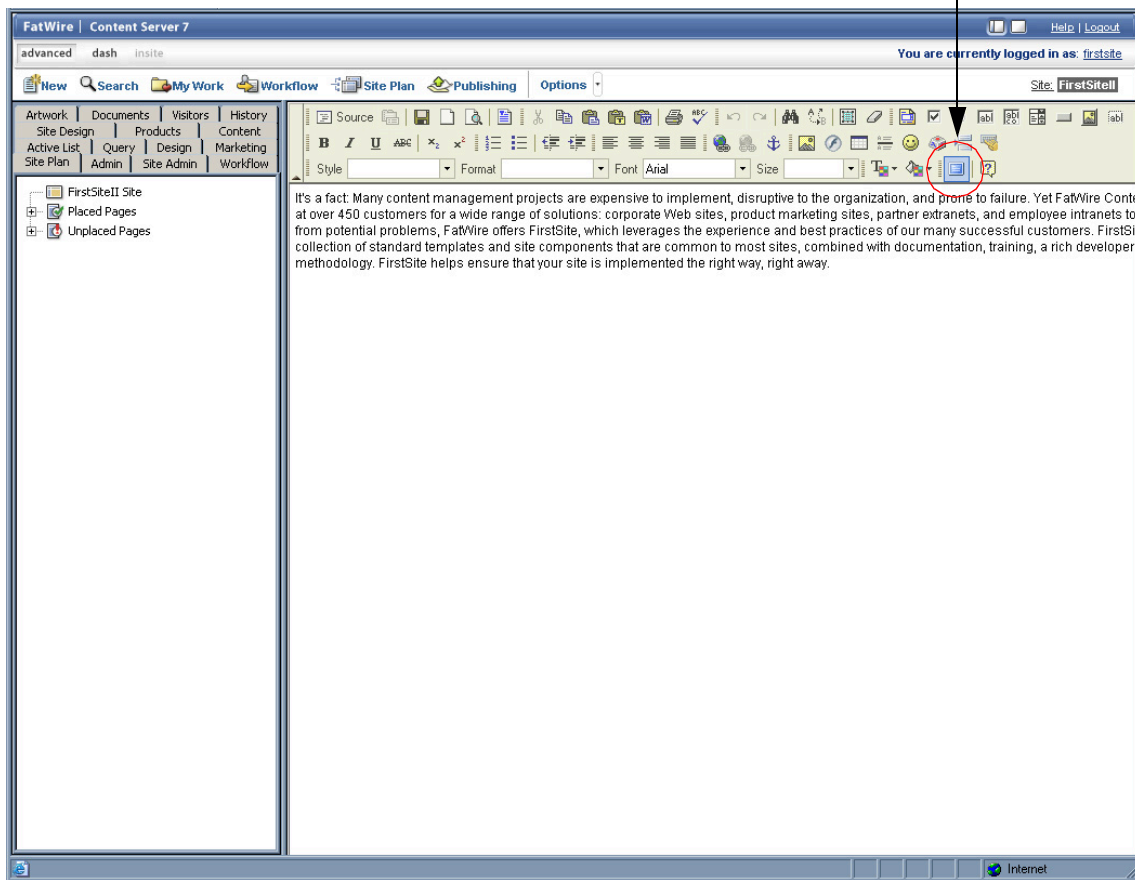 FatWire | Content Server 7
Help | Logout
advanced dash insite
You are currently logged in as: firstsite
New Search My Work Workflow Site Plan Publishing Options
Site: FirstSiteII
Artwork Documents Visitors History
Site Design Products Content
Active List Query Design Marketing
Site Plan Admin Site Admin Workflow
FirstSiteII Site
Placed Pages
Unplaced Pages
Source
B I U ABC x₂ x²
Style Format Font Arial Size
It's a fact: Many content management projects are expensive to implement, disruptive to the organization, and prone to failure. Yet FatWire Conte
at over 450 customers for a wide range of solutions: corporate Web sites, product marketing sites, partner extranets, and employee intranets to
from potential problems, FatWire offers FirstSite, which leverages the experience and best practices of our many successful customers. FirstSi
collection of standard templates and site components that are common to most sites, combined with documentation, training, a rich developer
methodology. FirstSite helps ensure that your site is implemented the right way, right away.
Internet